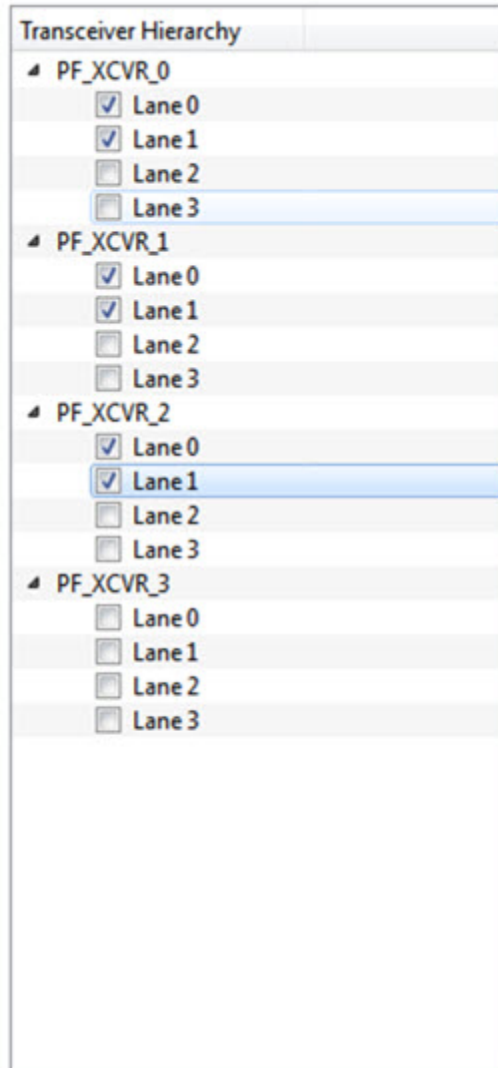 Transceiver Hierarchy
PF_XCVR_0
Lane 0
Lane 1
Lane 2
Lane 3
PF_XCVR_1
Lane 0
Lane 1
Lane 2
Lane 3
PF_XCVR_2
Lane 0
Lane 1
Lane 2
Lane 3
PF_XCVR_3
Lane 0
Lane 1
Lane 2
Lane 3